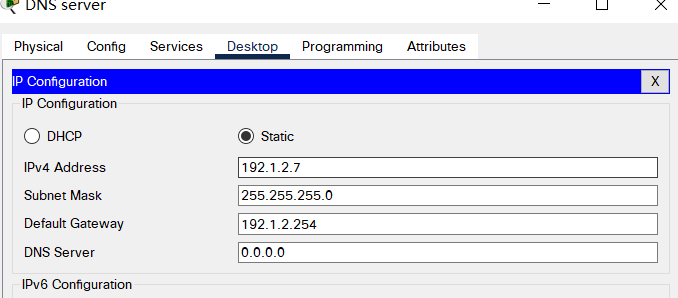 DNS server
Physical Config Services Desktop Programming Attributes
IP Configuration X
IP Configuration
DHCP Static
IPv4 Address 192.1.2.7
Subnet Mask 255.255.255.0
Default Gateway 192.1.2.254
DNS Server 0.0.0.0
IPv6 Configuration